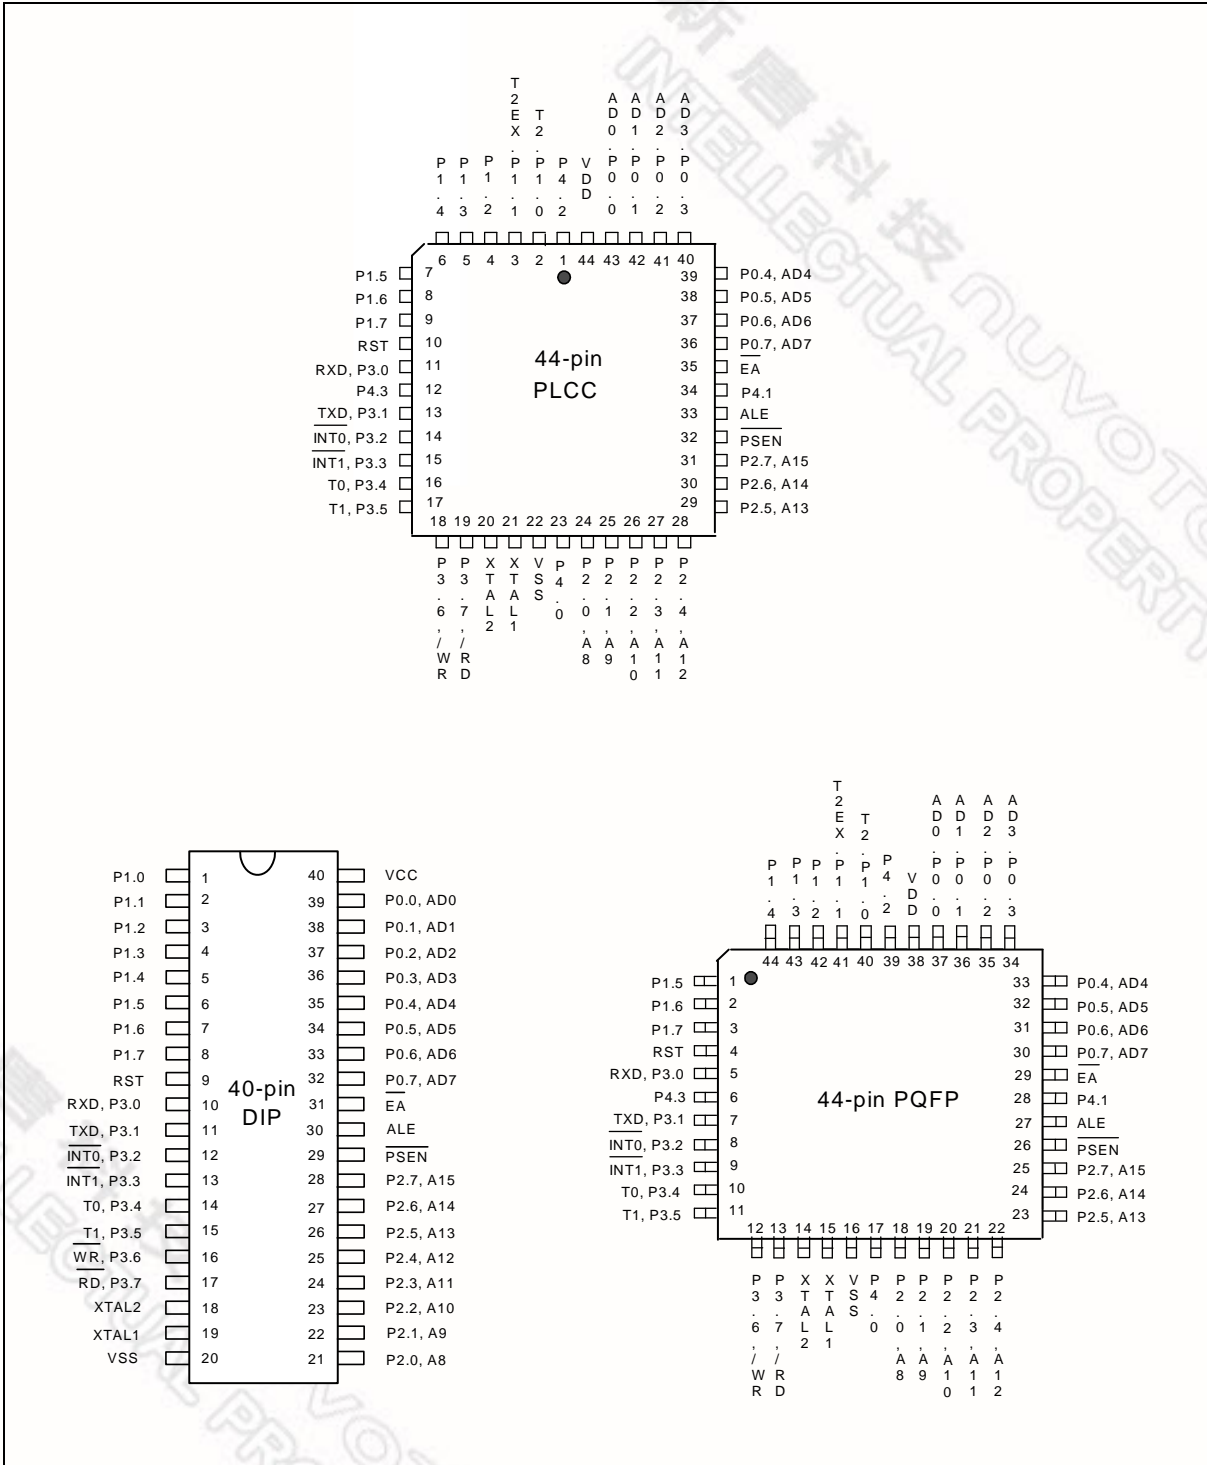 新唐科技 nuvoTo
INTELLECTUAL PROPERTY
P1.4
P1.3
P1.2
T2EX.P1.1
T2.P1.0
P4.2
VDD
AD0.P0.0
AD1.P0.1
AD2.P0.2
AD3.P0.3
6 5 4 3 2 1 44 43 42 41 40
P1.5 7
P1.6 8
P1.7 9
RST 10
RXD, P3.0 11
P4.3 12
TXD, P3.1 13
INT0, P3.2 14
INT1, P3.3 15
T0, P3.4 16
T1, P3.5 17
44-pin
PLCC
39 P0.4, AD4
38 P0.5, AD5
37 P0.6, AD6
36 P0.7, AD7
35 EA
34 P4.1
33 ALE
32 PSEN
31 P2.7, A15
30 P2.6, A14
29 P2.5, A13
18 19 20 21 22 23 24 25 26 27 28
P3.6,/WR
P3.7,/RD
XTAL2
XTAL1
VSS
P4.0
P2.0,A8
P2.1,A9
P2.2,A10
P2.3,A11
P2.4,A12
P1.0 1
P1.1 2
P1.2 3
P1.3 4
P1.4 5
P1.5 6
P1.6 7
P1.7 8
RST 9
RXD, P3.0 10
TXD, P3.1 11
INT0, P3.2 12
INT1, P3.3 13
T0, P3.4 14
T1, P3.5 15
WR, P3.6 16
RD, P3.7 17
XTAL2 18
XTAL1 19
VSS 20
40-pin
DIP
40 VCC
39 P0.0, AD0
38 P0.1, AD1
37 P0.2, AD2
36 P0.3, AD3
35 P0.4, AD4
34 P0.5, AD5
33 P0.6, AD6
32 P0.7, AD7
31 EA
30 ALE
29 PSEN
28 P2.7, A15
27 P2.6, A14
26 P2.5, A13
25 P2.4, A12
24 P2.3, A11
23 P2.2, A10
22 P2.1, A9
21 P2.0, A8
P1.4
P1.3
P1.2
T2EX.P1.1
T2.P1.0
P4.2
VDD
AD0.P0.0
AD1.P0.1
AD2.P0.2
AD3.P0.3
44 43 42 41 40 39 38 37 36 35 34
P1.5 1
P1.6 2
P1.7 3
RST 4
RXD, P3.0 5
P4.3 6
TXD, P3.1 7
INT0, P3.2 8
INT1, P3.3 9
T0, P3.4 10
T1, P3.5 11
44-pin PQFP
33 P0.4, AD4
32 P0.5, AD5
31 P0.6, AD6
30 P0.7, AD7
29 EA
28 P4.1
27 ALE
26 PSEN
25 P2.7, A15
24 P2.6, A14
23 P2.5, A13
12 13 14 15 16 17 18 19 20 21 22
P3.6,/WR
P3.7,/RD
XTAL2
XTAL1
VSS
P4.0
P2.0,A8
P2.1,A9
P2.2,A10
P2.3,A11
P2.4,A12